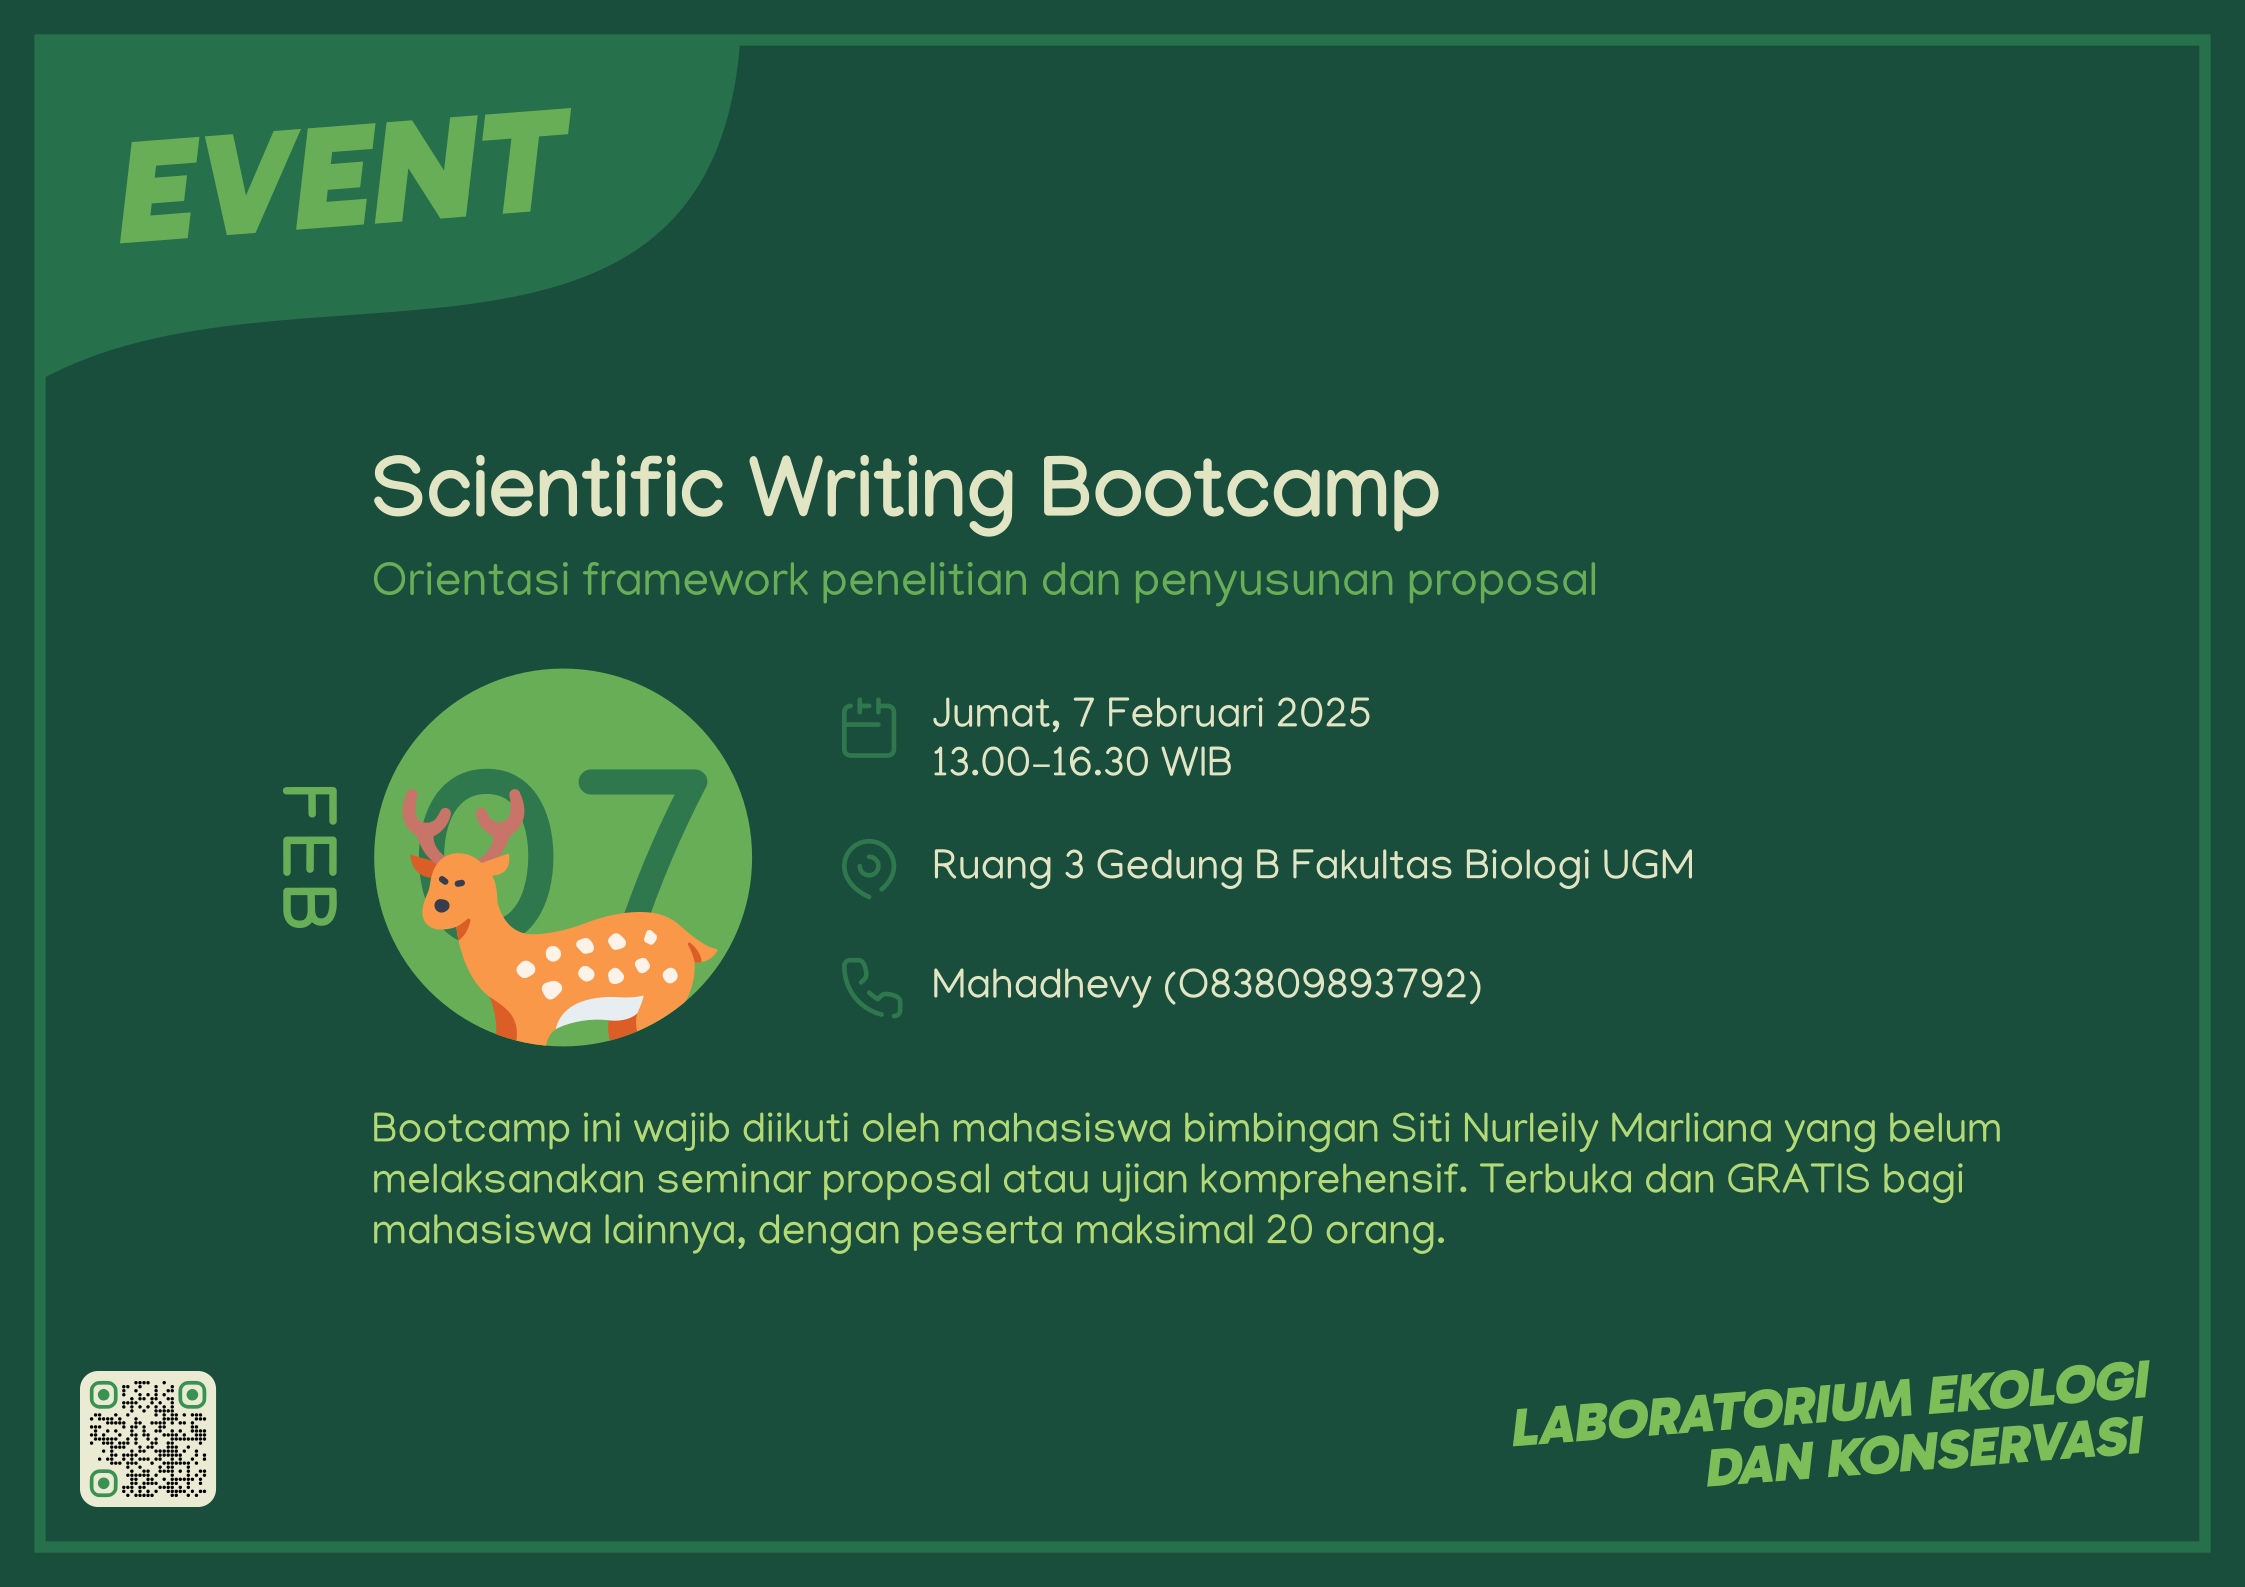 EVENT
Scientific Writing Bootcamp
Orientasi framework penelitian dan penyusunan proposal
FEB
07
Jumat, 7 Februari 2025
13.00–16.30 WIB
Ruang 3 Gedung B Fakultas Biologi UGM
Mahadhevy (083809893792)
Bootcamp ini wajib diikuti oleh mahasiswa bimbingan Siti Nurleily Marliana yang belum
melaksanakan seminar proposal atau ujian komprehensif. Terbuka dan GRATIS bagi
mahasiswa lainnya, dengan peserta maksimal 20 orang.
LABORATORIUM EKOLOGI
DAN KONSERVASI